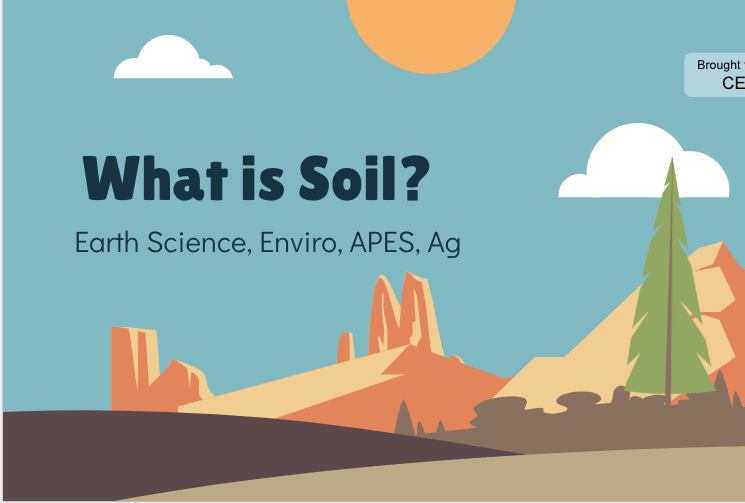 Brought
CE
What is Soil?
Earth Science, Enviro, APES, Ag